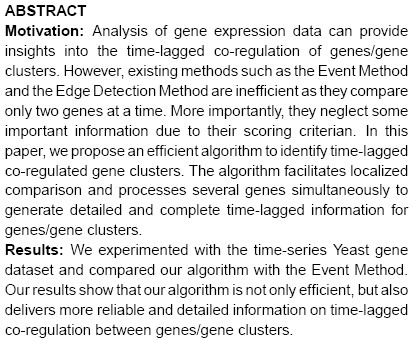 ABSTRACT
Motivation: Analysis of gene expression data can provide
insights into the time-lagged co-regulation of genes/gene
clusters. However, existing methods such as the Event Method
and the Edge Detection Method are inefficient as they compare
only two genes at a time. More importantly, they neglect some
important information due to their scoring criterian. In this
paper, we propose an efficient algorithm to identify time-lagged
co-regulated gene clusters. The algorithm facilitates localized
comparison and processes several genes simultaneously to
generate detailed and complete time-lagged information for
genes/gene clusters.
Results: We experimented with the time-series Yeast gene
dataset and compared our algorithm with the Event Method.
Our results show that our algorithm is not only efficient, but also
delivers more reliable and detailed information on time-lagged
co-regulation between genes/gene clusters.